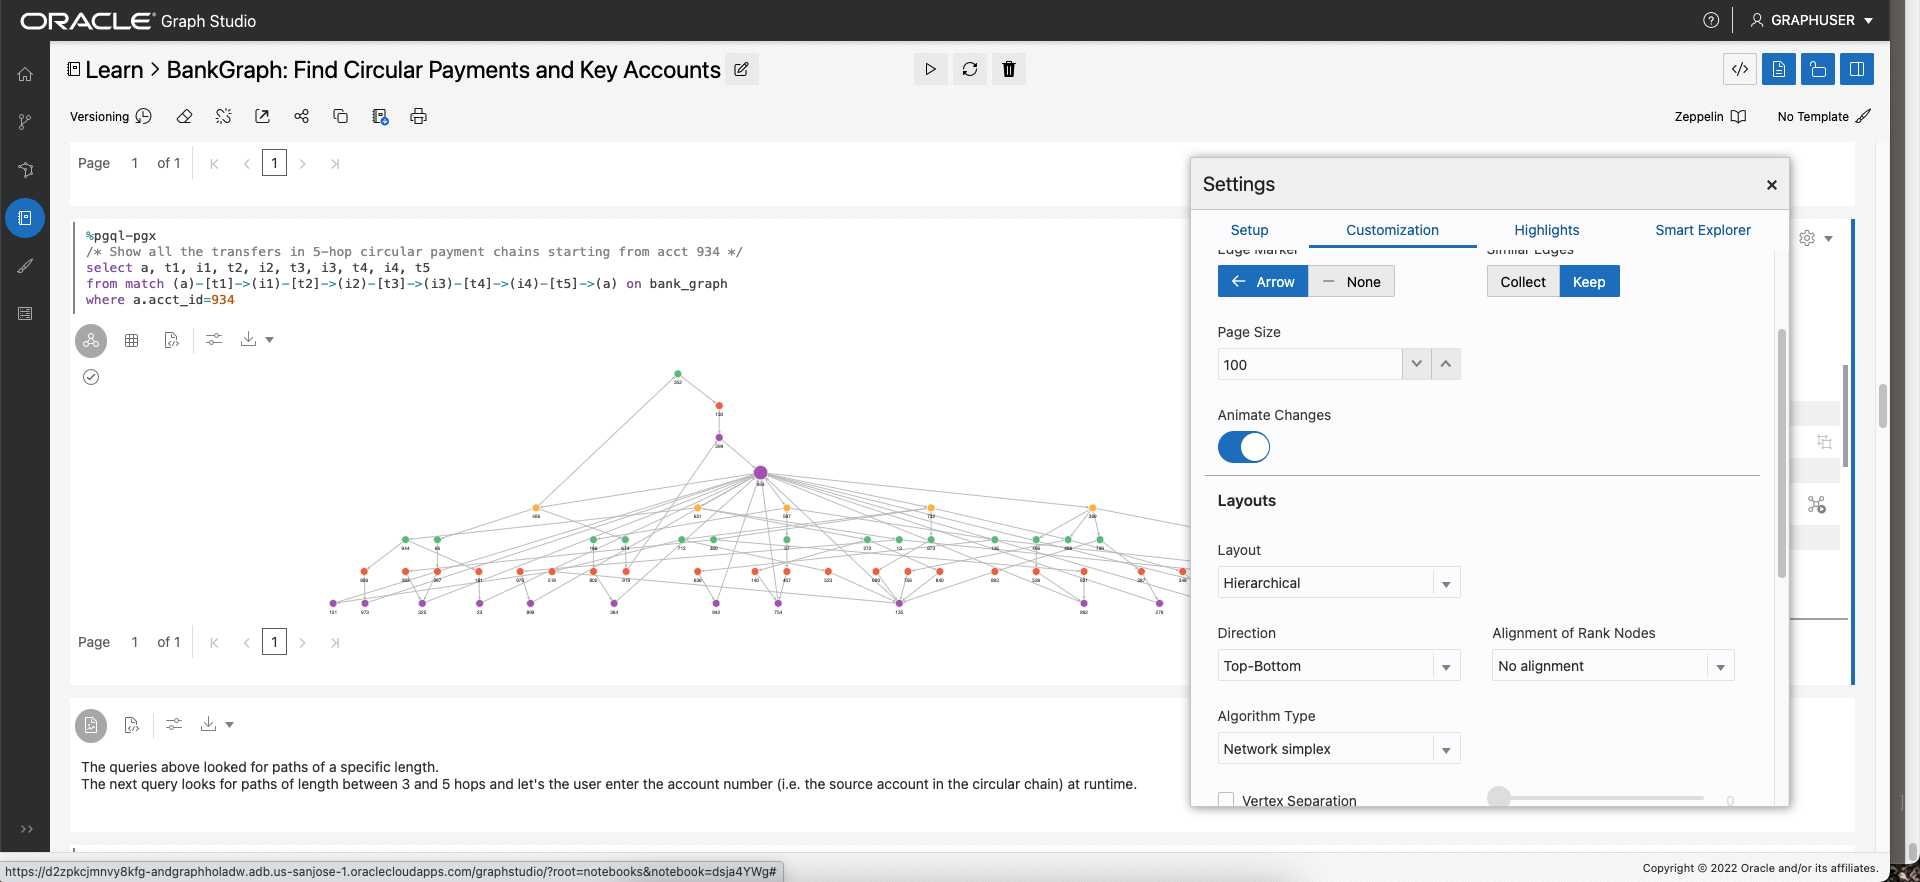 ORACLE Graph Studio
GRAPHUSER
Learn > BankGraph: Find Circular Payments and Key Accounts
Versioning
Zeppelin
No Template
Page 1 of 1
1
%pgql-pgx
/* Show all the transfers in 5-hop circular payment chains starting from acct 934 */
select a, t1, i1, t2, i2, t3, i3, t4, i4, t5
from match (a)-[t1]->(i1)-[t2]->(i2)-[t3]->(i3)-[t4]->(i4)-[t5]->(a) on bank_graph
where a.acct_id=934
Page 1 of 1
1
The queries above looked for paths of a specific length.
The next query looks for paths of length between 3 and 5 hops and let's the user enter the account number (i.e. the source account in the circular chain) at runtime.
Settings
Setup
Customization
Highlights
Smart Explorer
Edge Marker
Similar Edges
Arrow
None
Collect
Keep
Page Size
100
Animate Changes
Layouts
Layout
Hierarchical
Direction
Alignment of Rank Nodes
Top-Bottom
No alignment
Algorithm Type
Network simplex
Vertex Separation
0
Copyright © 2022 Oracle and/or its affiliates.
https://d2zpkcjmnvy8kfg-andgraphholadw.adb.us-sanjose-1.oraclecloudapps.com/graphstudio/?root=notebooks&notebook=dsja4YWg#